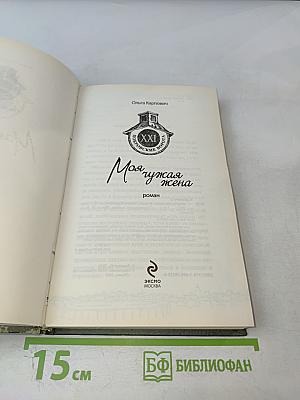 Ольга Карпович
XXI
Моя
чужая
жена
роман
ЭКСМО
МОСКВА
15 см
БФ БИБЛИОФАН